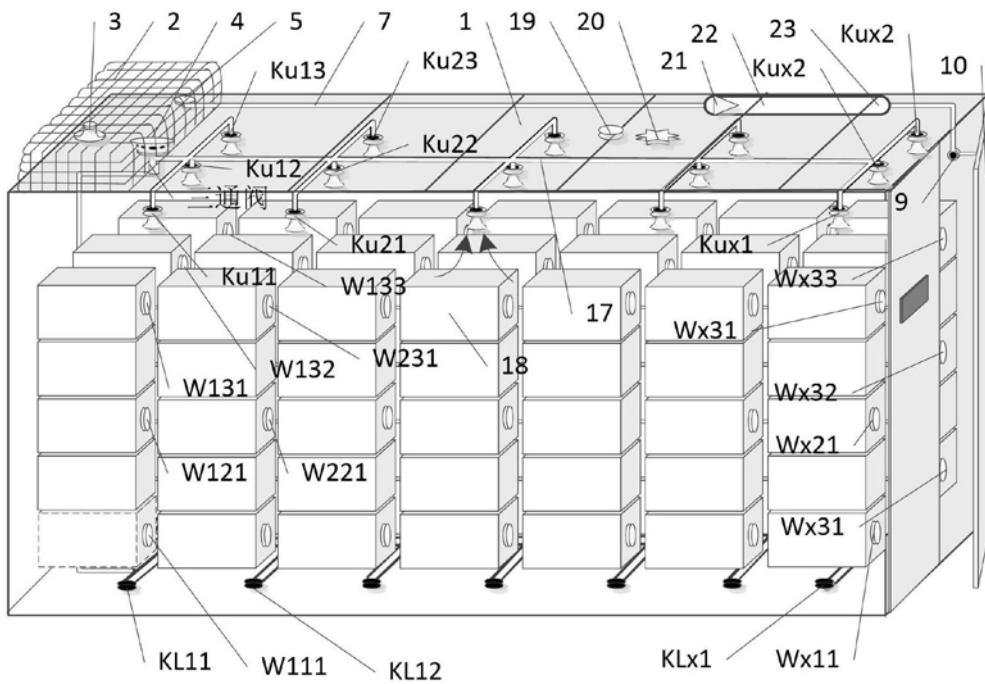 3 2 4 5 7 1 19 20 22 23 Kux2
21 Kux2 10
Ku13 Ku23
Ku12 Ku22
三通阀 9
Ku11 W133 Ku21 17 Kux1 Wx33
Wx31
W131 W132 W231 18 Wx32
W121 W221 Wx21
Wx31
KL11 W111 KL12 KLx1 Wx11